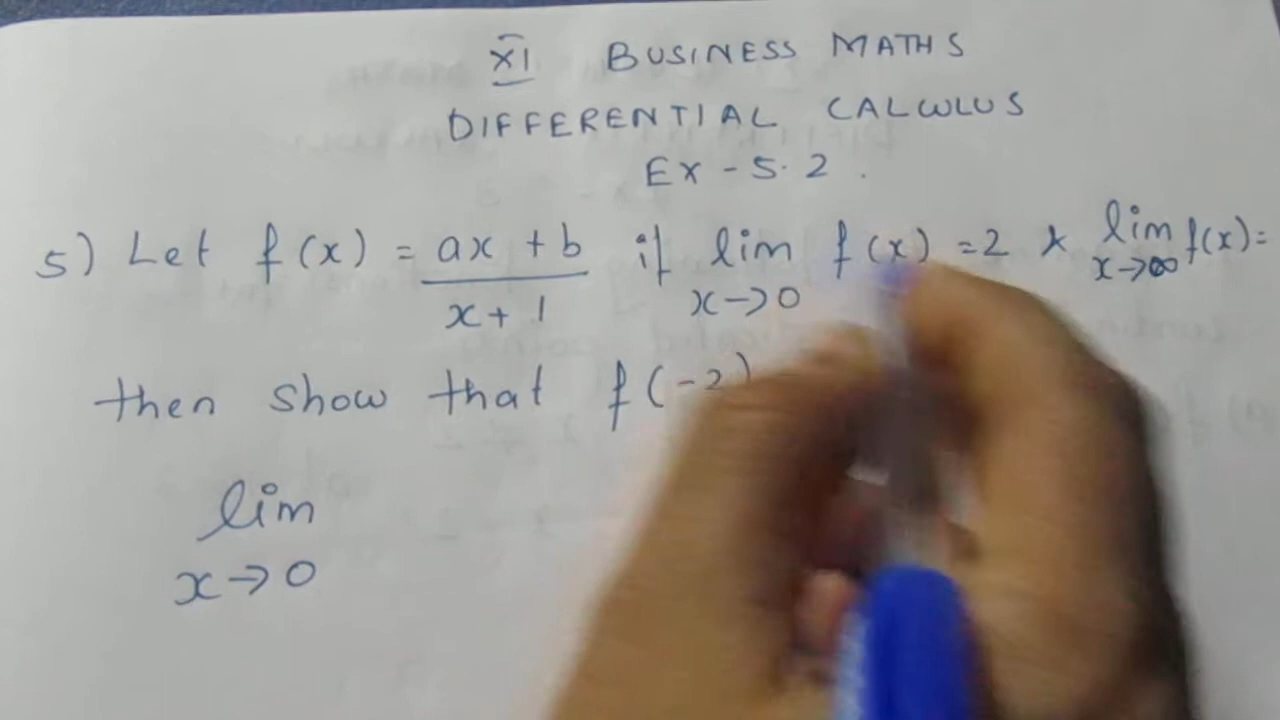 XI BUSINESS MATHS
DIFFERENTIAL CALCULUS
EX - 5.2.
5) Let f(x) = ax + b if lim f(x) = 2 & lim f(x) =
x + 1 x→0 x→∞
then show that f(-2)
lim
x→0